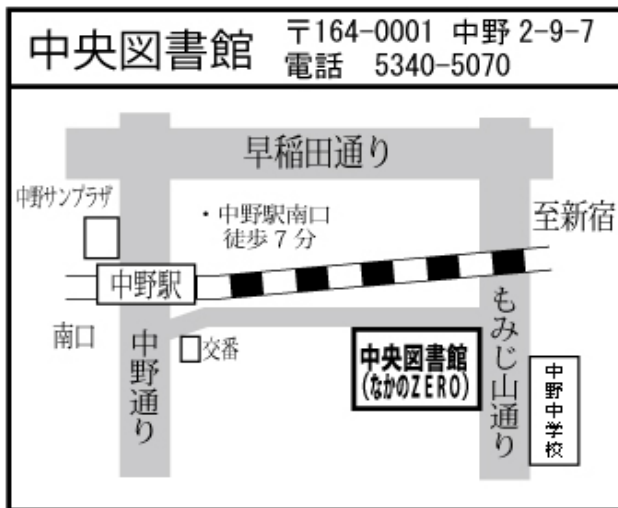 中央図書館
〒164-0001 中野 2-9-7
電話 5340-5070
早稲田通り
中野サンプラザ
・中野駅南口
徒歩7分
至新宿
中野駅
南口
交番
中野通り
中央図書館
(なかのZERO)
もみじ山通り
中野中学校